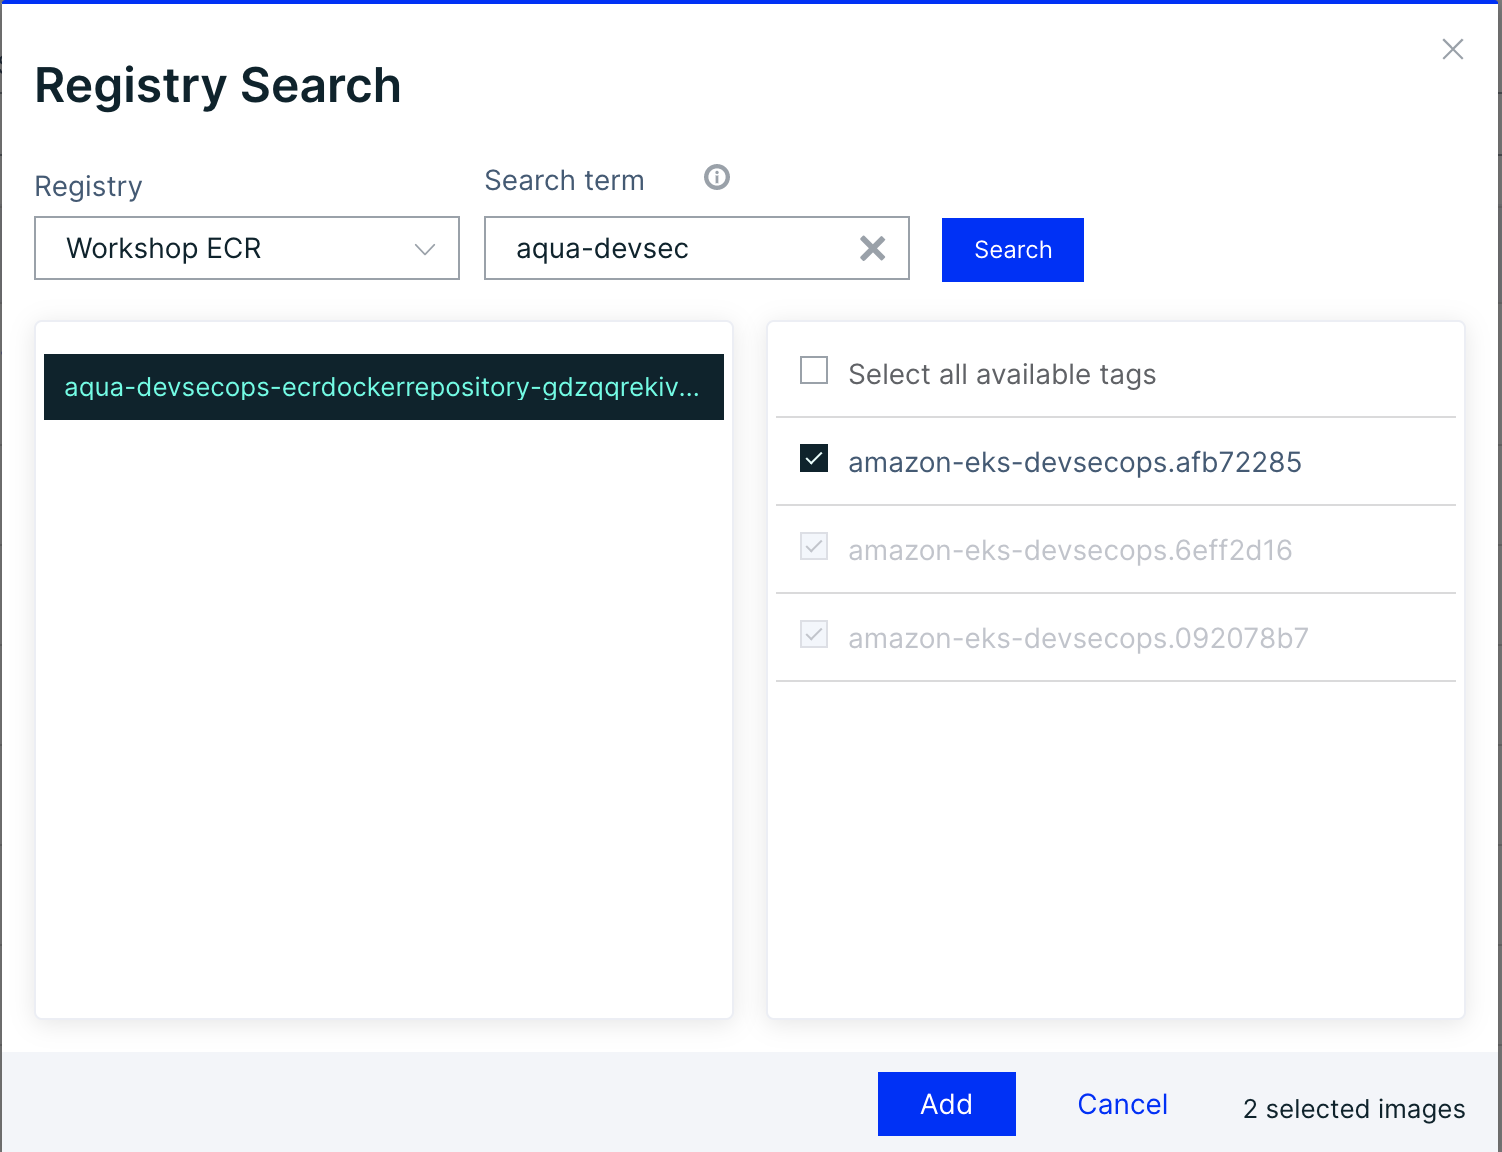 Registry Search
Registry
Search term
Workshop ECR
aqua-devsec
Search
aqua-devsecops-ecrdockerrepository-gdzqqrekiv...
Select all available tags
amazon-eks-devsecops.afb72285
amazon-eks-devsecops.6eff2d16
amazon-eks-devsecops.092078b7
Add
Cancel
2 selected images